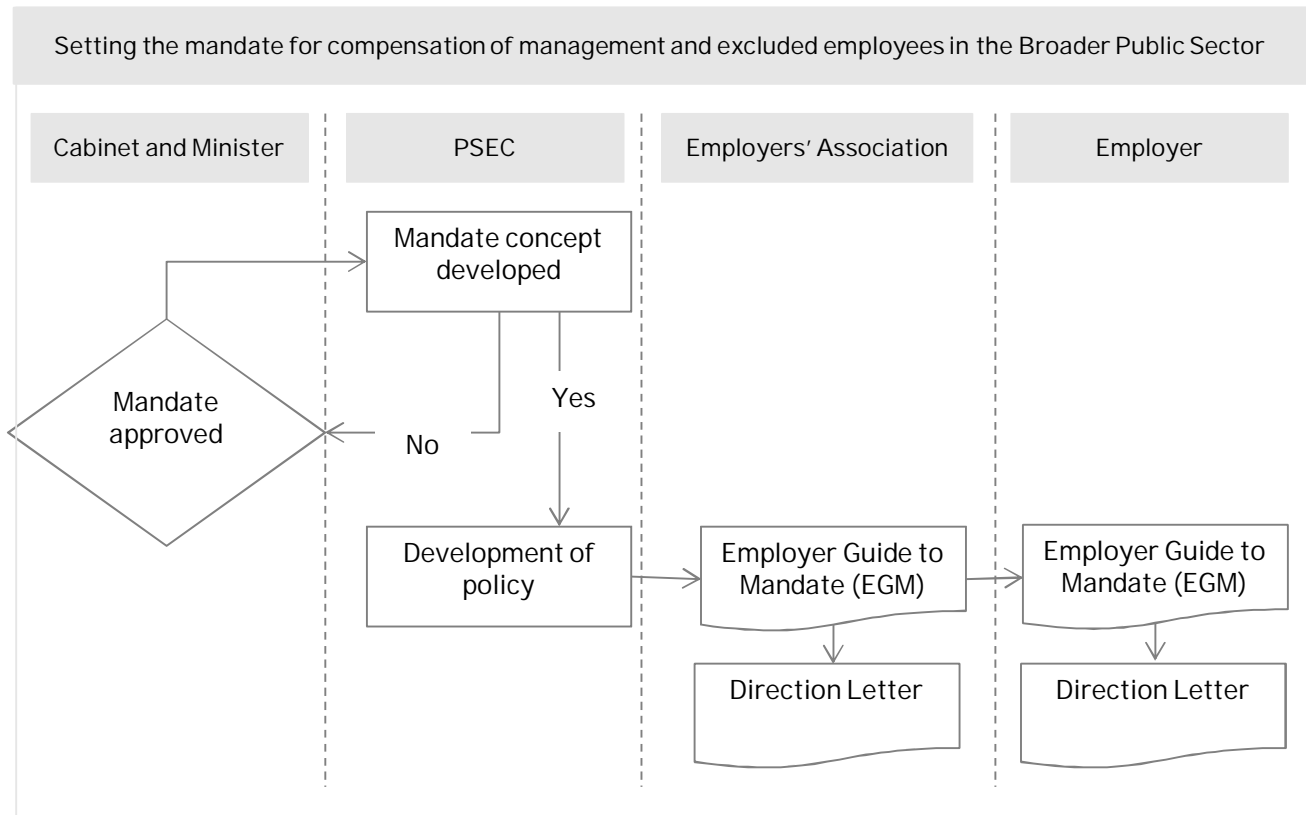 Setting the mandate for compensation of management and excluded employees in the Broader Public Sector
Cabinet and Minister
PSEC
Employers’ Association
Employer
Mandate concept
developed
Mandate
approved
Yes
No
Development of
policy
Employer Guide to
Mandate (EGM)
Employer Guide to
Mandate (EGM)
Direction Letter
Direction Letter